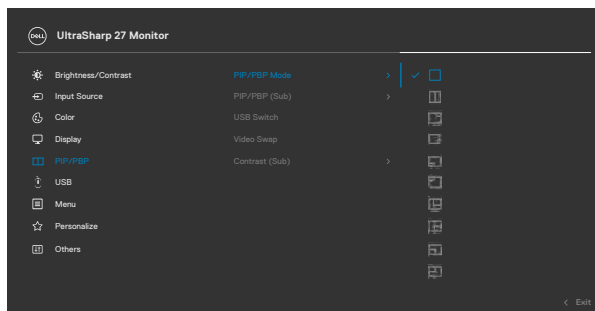 DELL UltraSharp 27 Monitor
Brightness/Contrast PIP/PBP Mode
Input Source PIP/PBP (Sub)
Color USB Switch
Display Video Swap
PIP/PBP Contrast (Sub)
USB
Menu
Personalize
Others
Exit